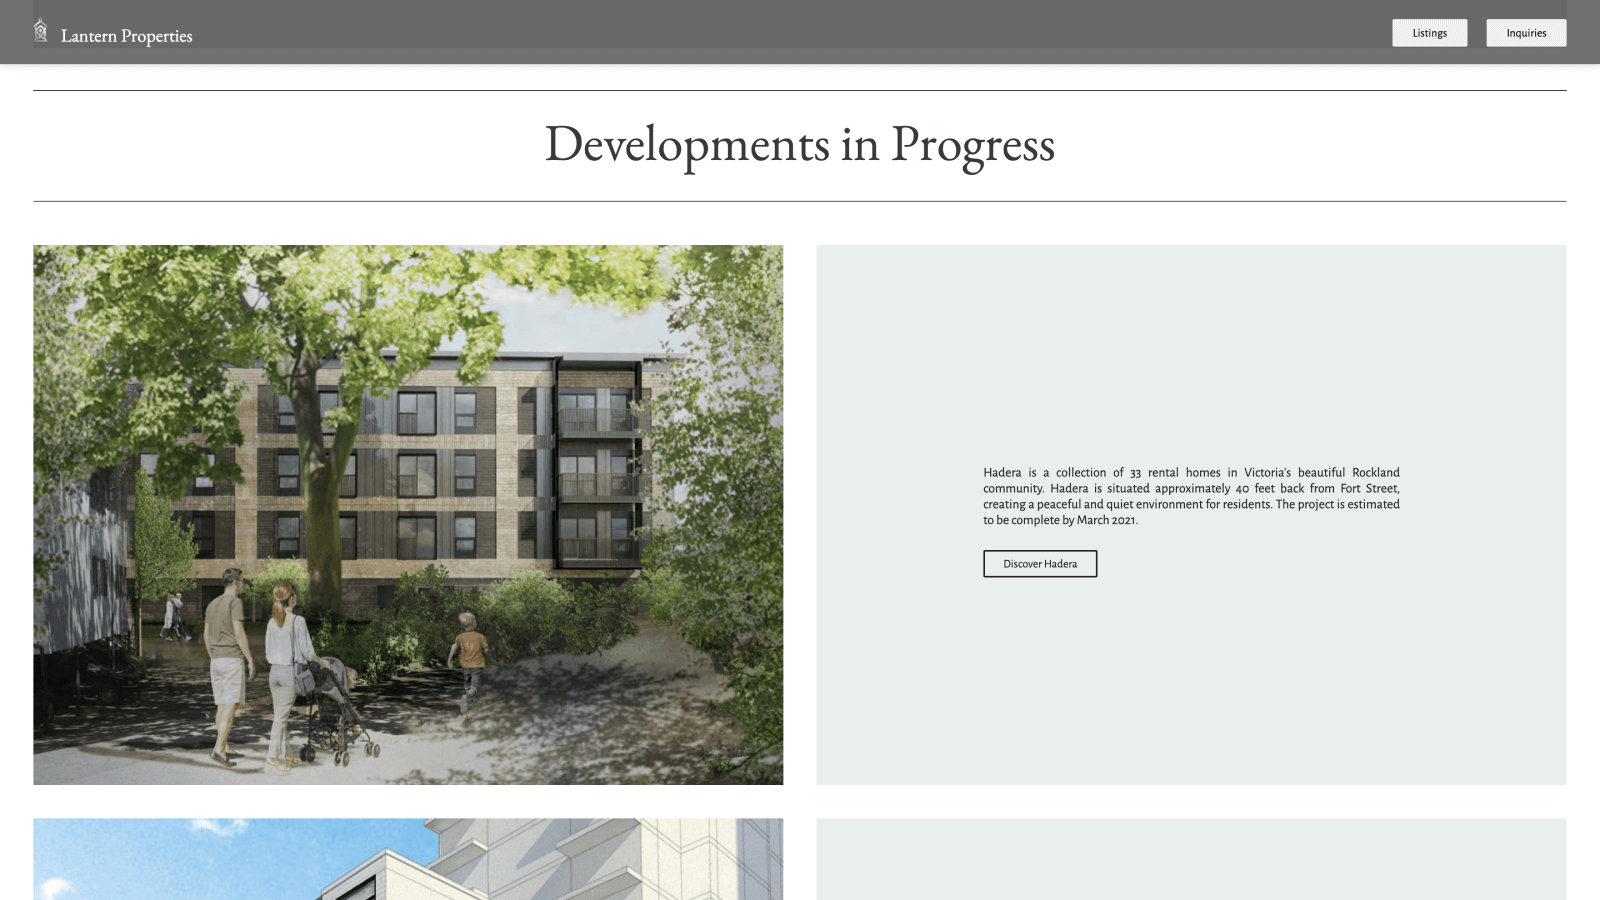 Lantern Properties
Listings
Inquiries
Developments in Progress
Hadera is a collection of 33 rental homes in Victoria's beautiful Rockland
community. Hadera is situated approximately 40 feet back from Fort Street,
creating a peaceful and quiet environment for residents. The project is estimated
to be complete by March 2021.
Discover Hadera